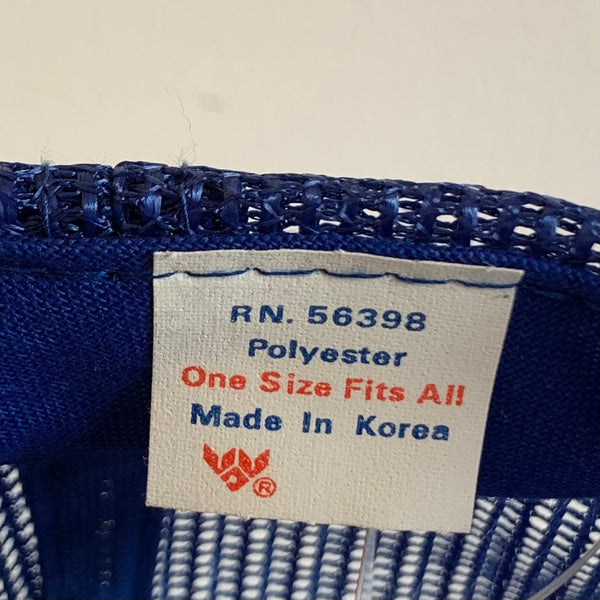 RN. 56398
Polyester
One Size Fits All
Made In Korea
®